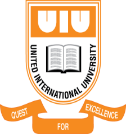 UIU
UNITED INTERNATIONAL UNIVERSITY
QUEST
FOR
EXCELLENCE